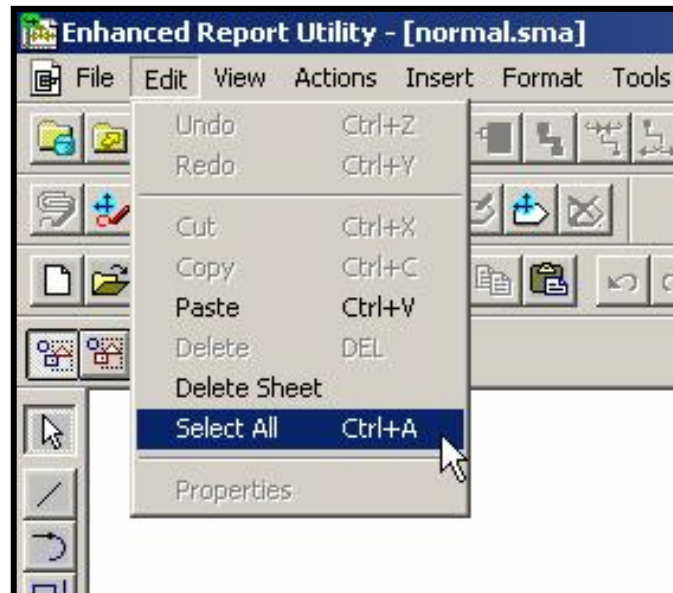 Enhanced Report Utility - [normal.sma]
File Edit View Actions Insert Format Tools
Undo Ctrl+Z
Redo Ctrl+Y
Cut Ctrl+X
Copy Ctrl+C
Paste Ctrl+V
Delete DEL
Delete Sheet
Select All Ctrl+A
Properties